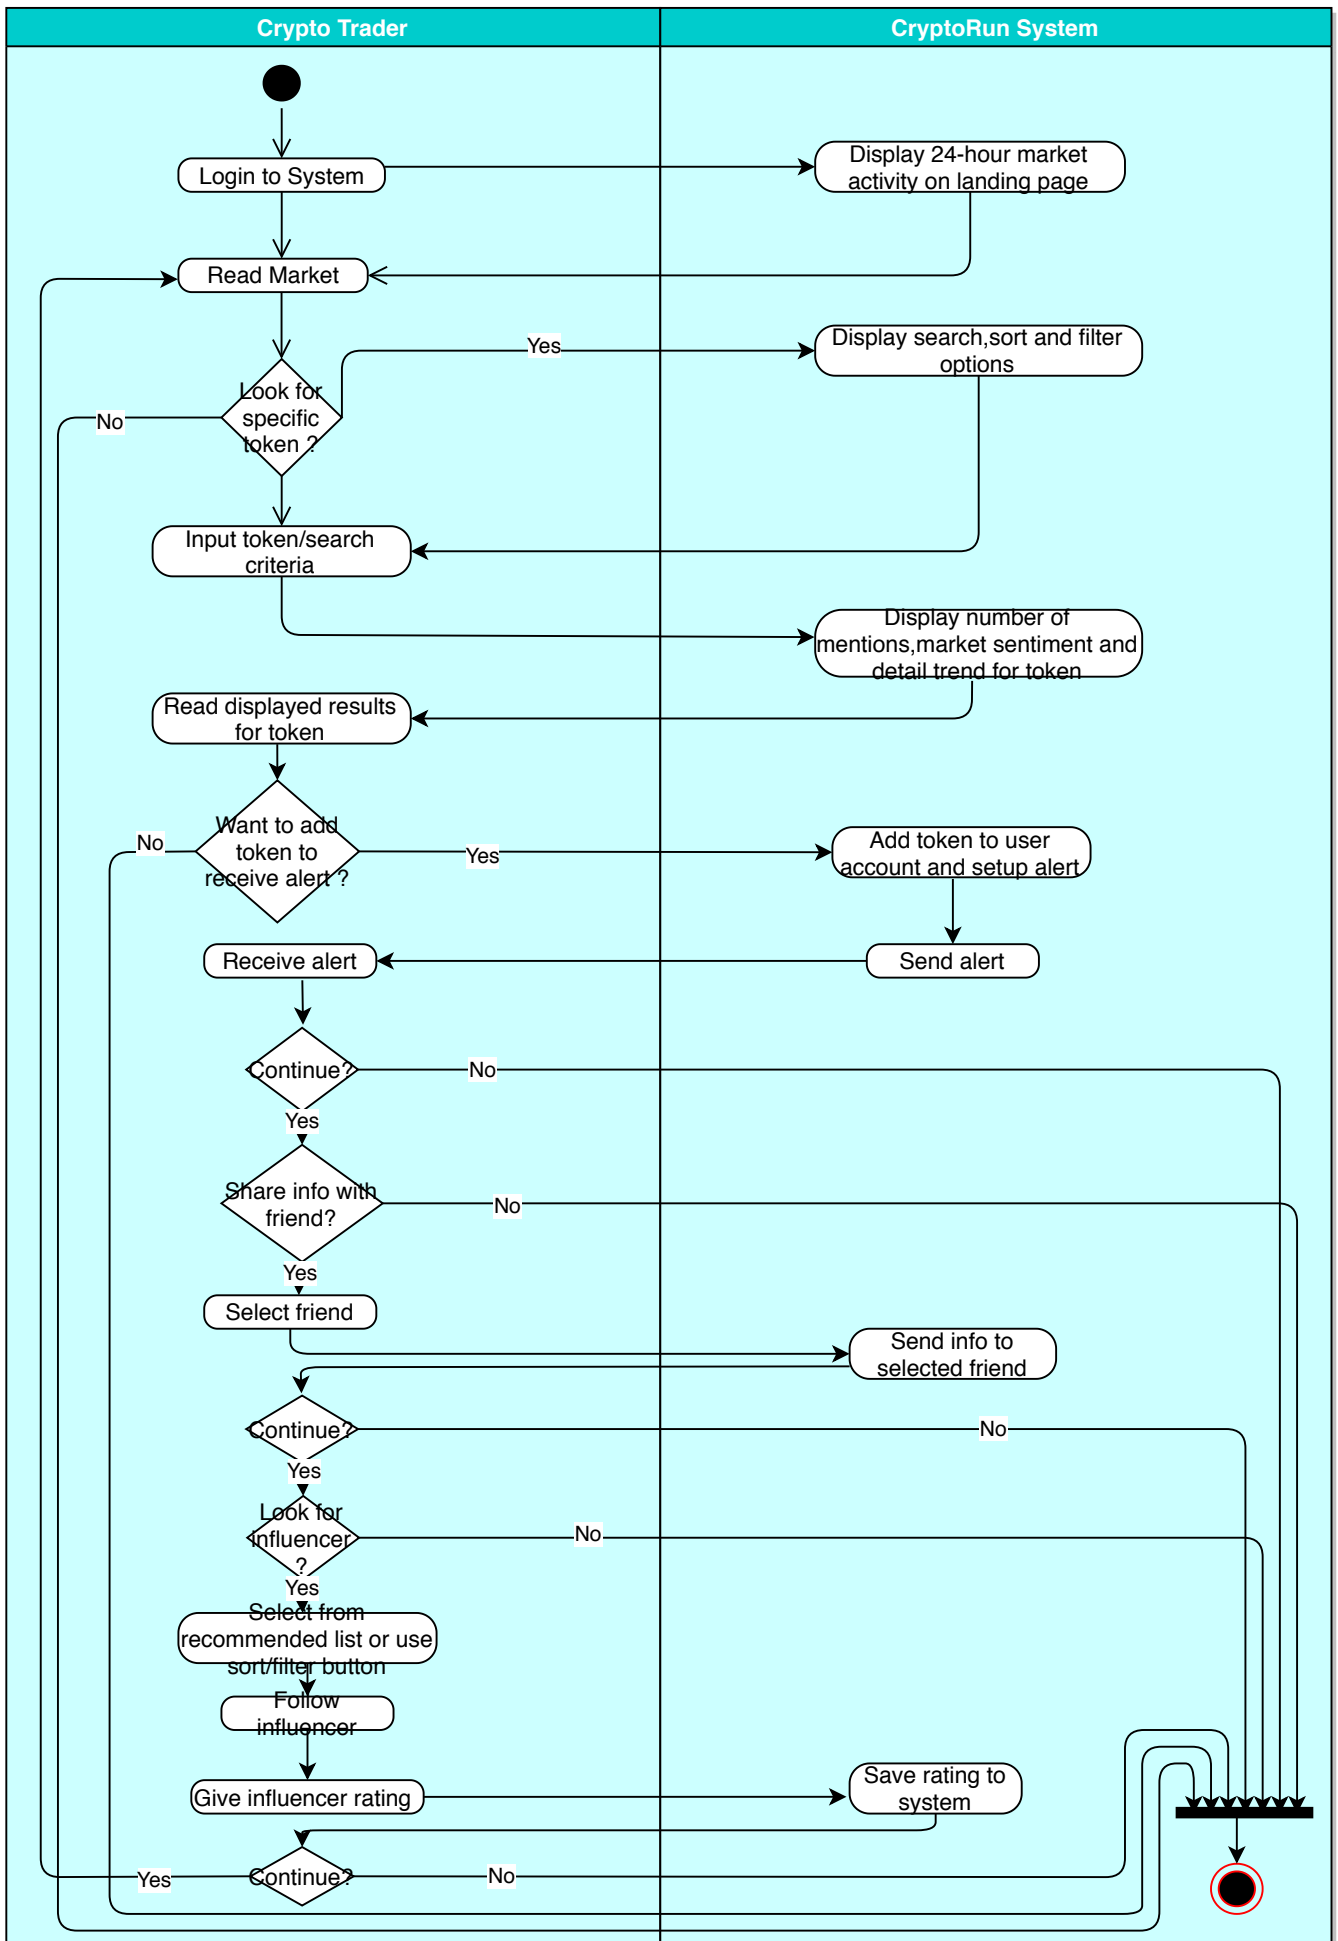 Crypto Trader
CryptoRun System
Login to System
Display 24-hour market
activity on landing page
Read Market
Display search,sort and filter
options
Yes
Look for
specific
token ?
No
Input token/search
criteria
Display number of
mentions,market sentiment and
detail trend for token
Read displayed results
for token
Want to add
token to
receive alert ?
No
Yes
Add token to user
account and setup alert
Receive alert
Send alert
Continue?
No
Yes
Share info with
friend?
No
Yes
Select friend
Send info to
selected friend
Continue?
No
Yes
Look for
influencer
?
No
Yes
Select from
recommended list or use
sort/filter button
Follow
influencer
Give influencer rating
Save rating to
system
Continue?
Yes
No